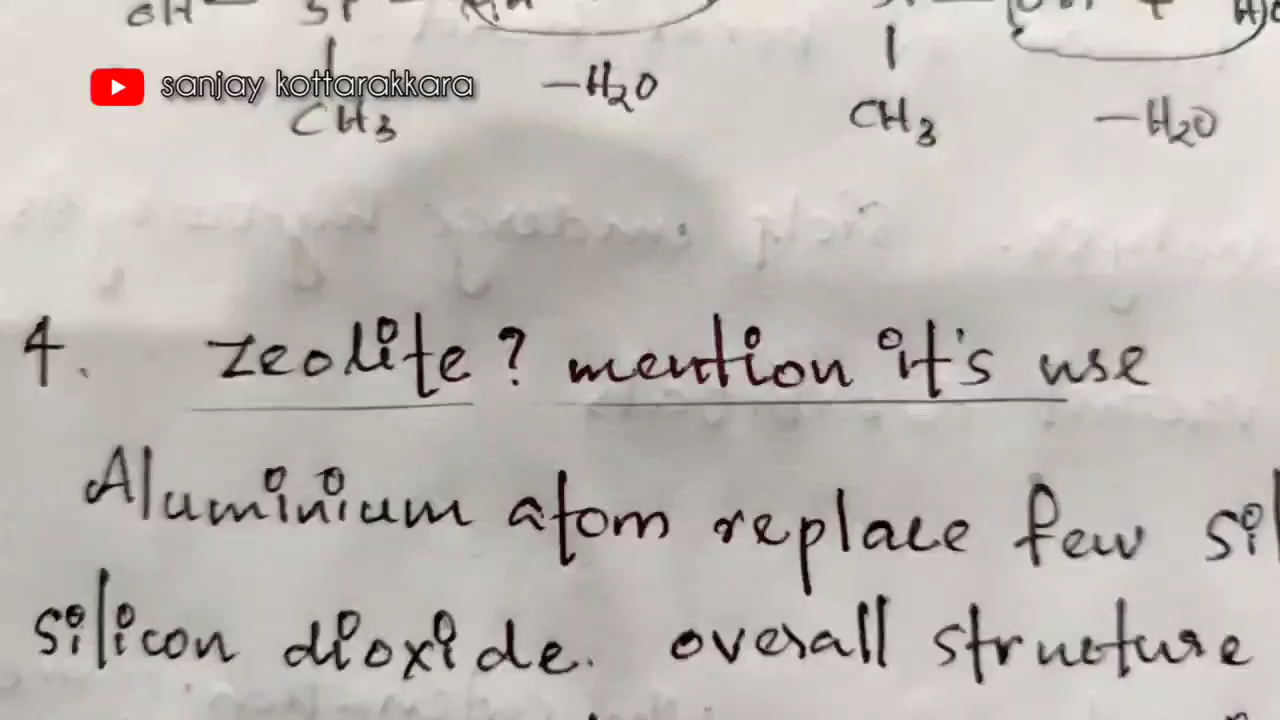 sanjay kottarakkara
CH3 -H2O CH3 -H2O
4. Zeolite? mention it's use
Aluminium atom replace few
silicon dioxide. overall structure